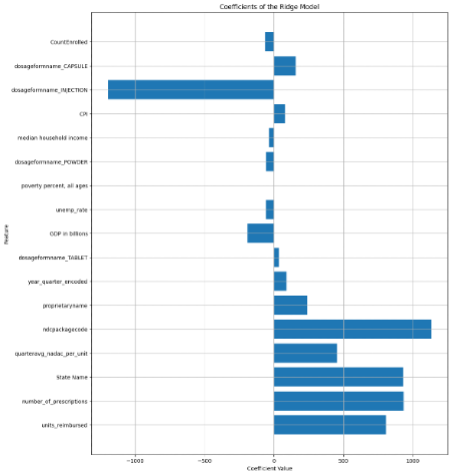 Coefficients of the Ridge Model
CountEnrolled
dosageformname_CAPSULE
dosageformname_INJECTION
median household income
dosageformname_POWDER
poverty percent, all ages
unemp_rate
GDP in billions
dosageformname_TABLET
year_quarter_encoded
proprietaryname
ndcpackagecode
quarteravg_nadac_per_unit
State Name
number_of_prescriptions
units_reimbursed
Feature
−1000 −500 0 500 1000
Coefficient Value